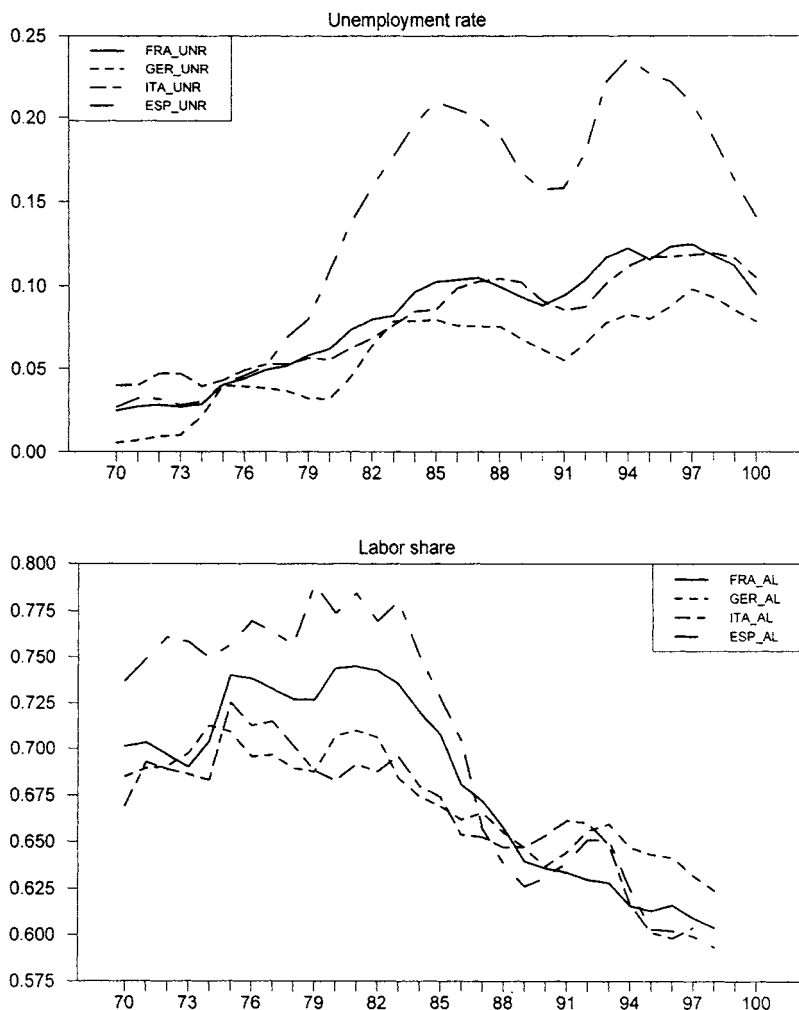 Unemployment rate
0.25
0.20
0.15
0.10
0.05
0.00
FRA_UNR
GER_UNR
ITA_UNR
ESP_UNR
70 73 76 79 82 85 88 91 94 97 100
Labor share
0.800
0.775
0.750
0.725
0.700
0.675
0.650
0.625
0.600
0.575
FRA_AL
GER_AL
ITA_AL
ESP_AL
70 73 76 79 82 85 88 91 94 97 100